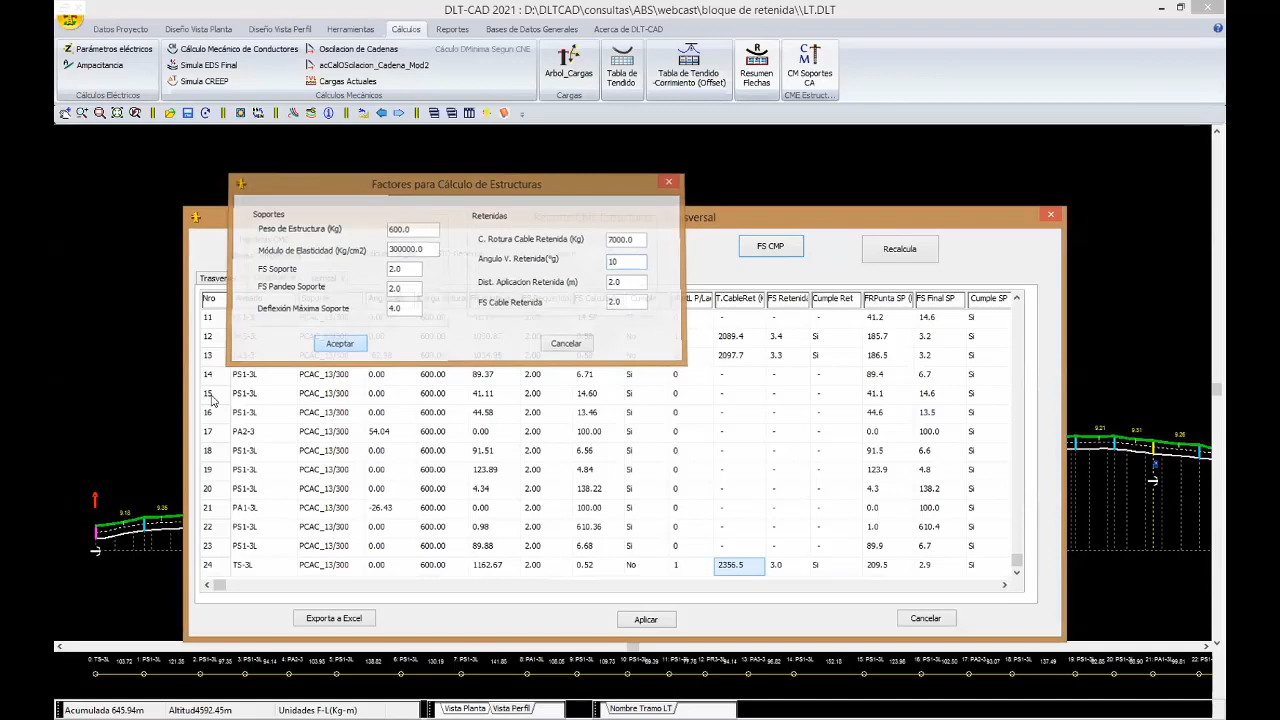 DLT-CAD 2021 : D:\DLTCAD\consultas\ABS\webcast\bloque de retenida\\LT.DLT
Datos Proyecto Diseño Vista Planta Diseño Vista Perfil Herramientas Cálculos Reportes Bases de Datos Generales Acerca de DLT-CAD
Parámetros eléctricos Cálculo Mecánico de Conductores Oscilacion de Cadenas Cáculo DMinima Segun CNE
Ampacitancia Simula EDS Final acCalOSolacion_Cadena_Mod2
Simula CREEP Cargas Actuales
Arbol_Cargas Tabla de Tendido Tabla de Tendido -Corrimiento (Offset) Resumen Flechas CM Soportes CA
Cálculos Eléctricos Cálculos Mecánicos Cargas CME Estruct...
Factores para Cálculo de Estructuras
Soportes Retenidas
Peso de Estructura (Kg) 600.0 C. Rotura Cable Retenida (Kg) 7000.0
Módulo de Elasticidad (Kg/cm2) 300000.0 Angulo V. Retenida(ºg) 10
FS Soporte 2.0 Dist. Aplicacion Retenida (m) 2.0
FS Pandeo Soporte 2.0 FS Cable Retenida 2.0
Deflexión Máxima Soporte 4.0
Aceptar Cancelar
FS CMP Recalcula
Nro T.CableRet ( FS Retenida Cumple Ret FRPunta SP ( FS Final SP Cumple SP
11 - - - 41.2 14.6 Si
12 2089.4 3.4 Si 185.7 3.2 Si
13 2097.7 3.3 Si 186.5 3.2 Si
14 PS1-3L PCAC_13/300 0.00 600.00 89.37 2.00 6.71 Si 0 - - - 89.4 6.7 Si
15 PS1-3L PCAC_13/300 0.00 600.00 41.11 2.00 14.60 Si 0 - - - 41.1 14.6 Si
16 PS1-3L PCAC_13/300 0.00 600.00 44.58 2.00 13.46 Si 0 - - - 44.6 13.5 Si
17 PA2-3 PCAC_13/300 54.04 600.00 0.00 2.00 100.00 Si 0 - - - 0.0 100.0 Si
18 PS1-3L PCAC_13/300 0.00 600.00 91.51 2.00 6.56 Si 0 - - - 91.5 6.6 Si
19 PS1-3L PCAC_13/300 0.00 600.00 123.89 2.00 4.84 Si 0 - - - 123.9 4.8 Si
20 PS1-3L PCAC_13/300 0.00 600.00 4.34 2.00 138.22 Si 0 - - - 4.3 138.2 Si
21 PA1-3L PCAC_13/300 -26.43 600.00 0.00 2.00 100.00 Si 0 - - - 0.0 100.0 Si
22 PS1-3L PCAC_13/300 0.00 600.00 0.98 2.00 610.36 Si 0 - - - 1.0 610.4 Si
23 PS1-3L PCAC_13/300 0.00 600.00 89.88 2.00 6.68 Si 0 - - - 89.9 6.7 Si
24 TS-3L PCAC_13/300 0.00 600.00 1162.67 2.00 0.52 No 1 2356.5 3.0 Si 209.5 2.9 Si
Exporta a Excel Aplicar Cancelar
9.18 9.35 9.21 9.31 9.26
Acumulada 645.94m Altitud4592.45m Unidades F-L(Kg-m) Vista Planta Vista Perfil Nombre Tramo LT